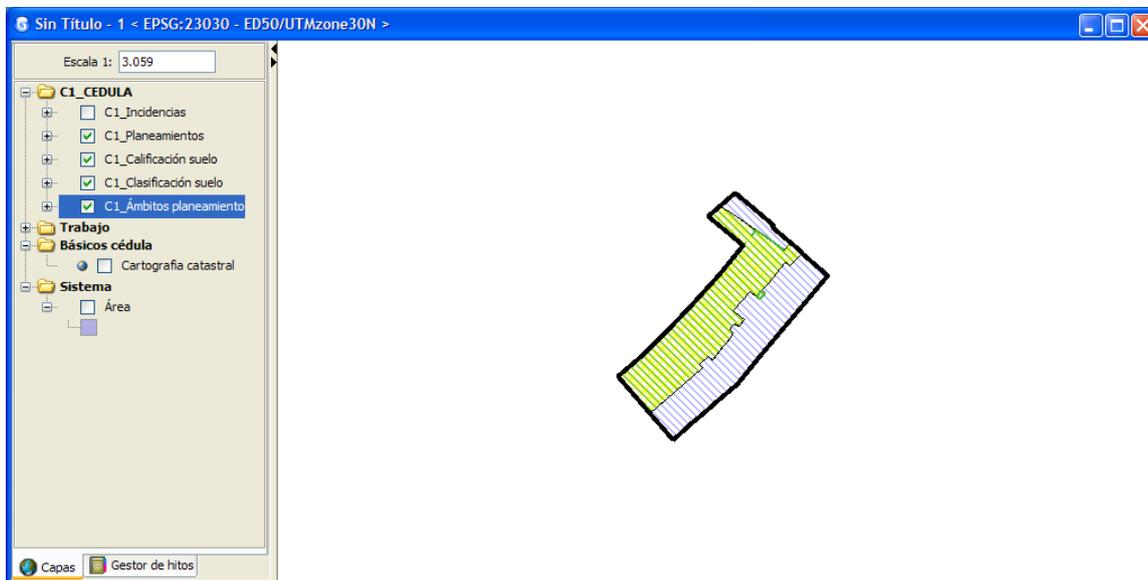 Sin Título - 1 < EPSG:23030 - ED50/UTMzone30N >
Escala 1: 3.059
C1_CEDULA
C1_Incidencias
C1_Planeamientos
C1_Calificación suelo
C1_Clasificación suelo
C1_Ámbitos planeamiento
Trabajo
Básicos cédula
Cartografia catastral
Sistema
Área
Capas Gestor de hitos